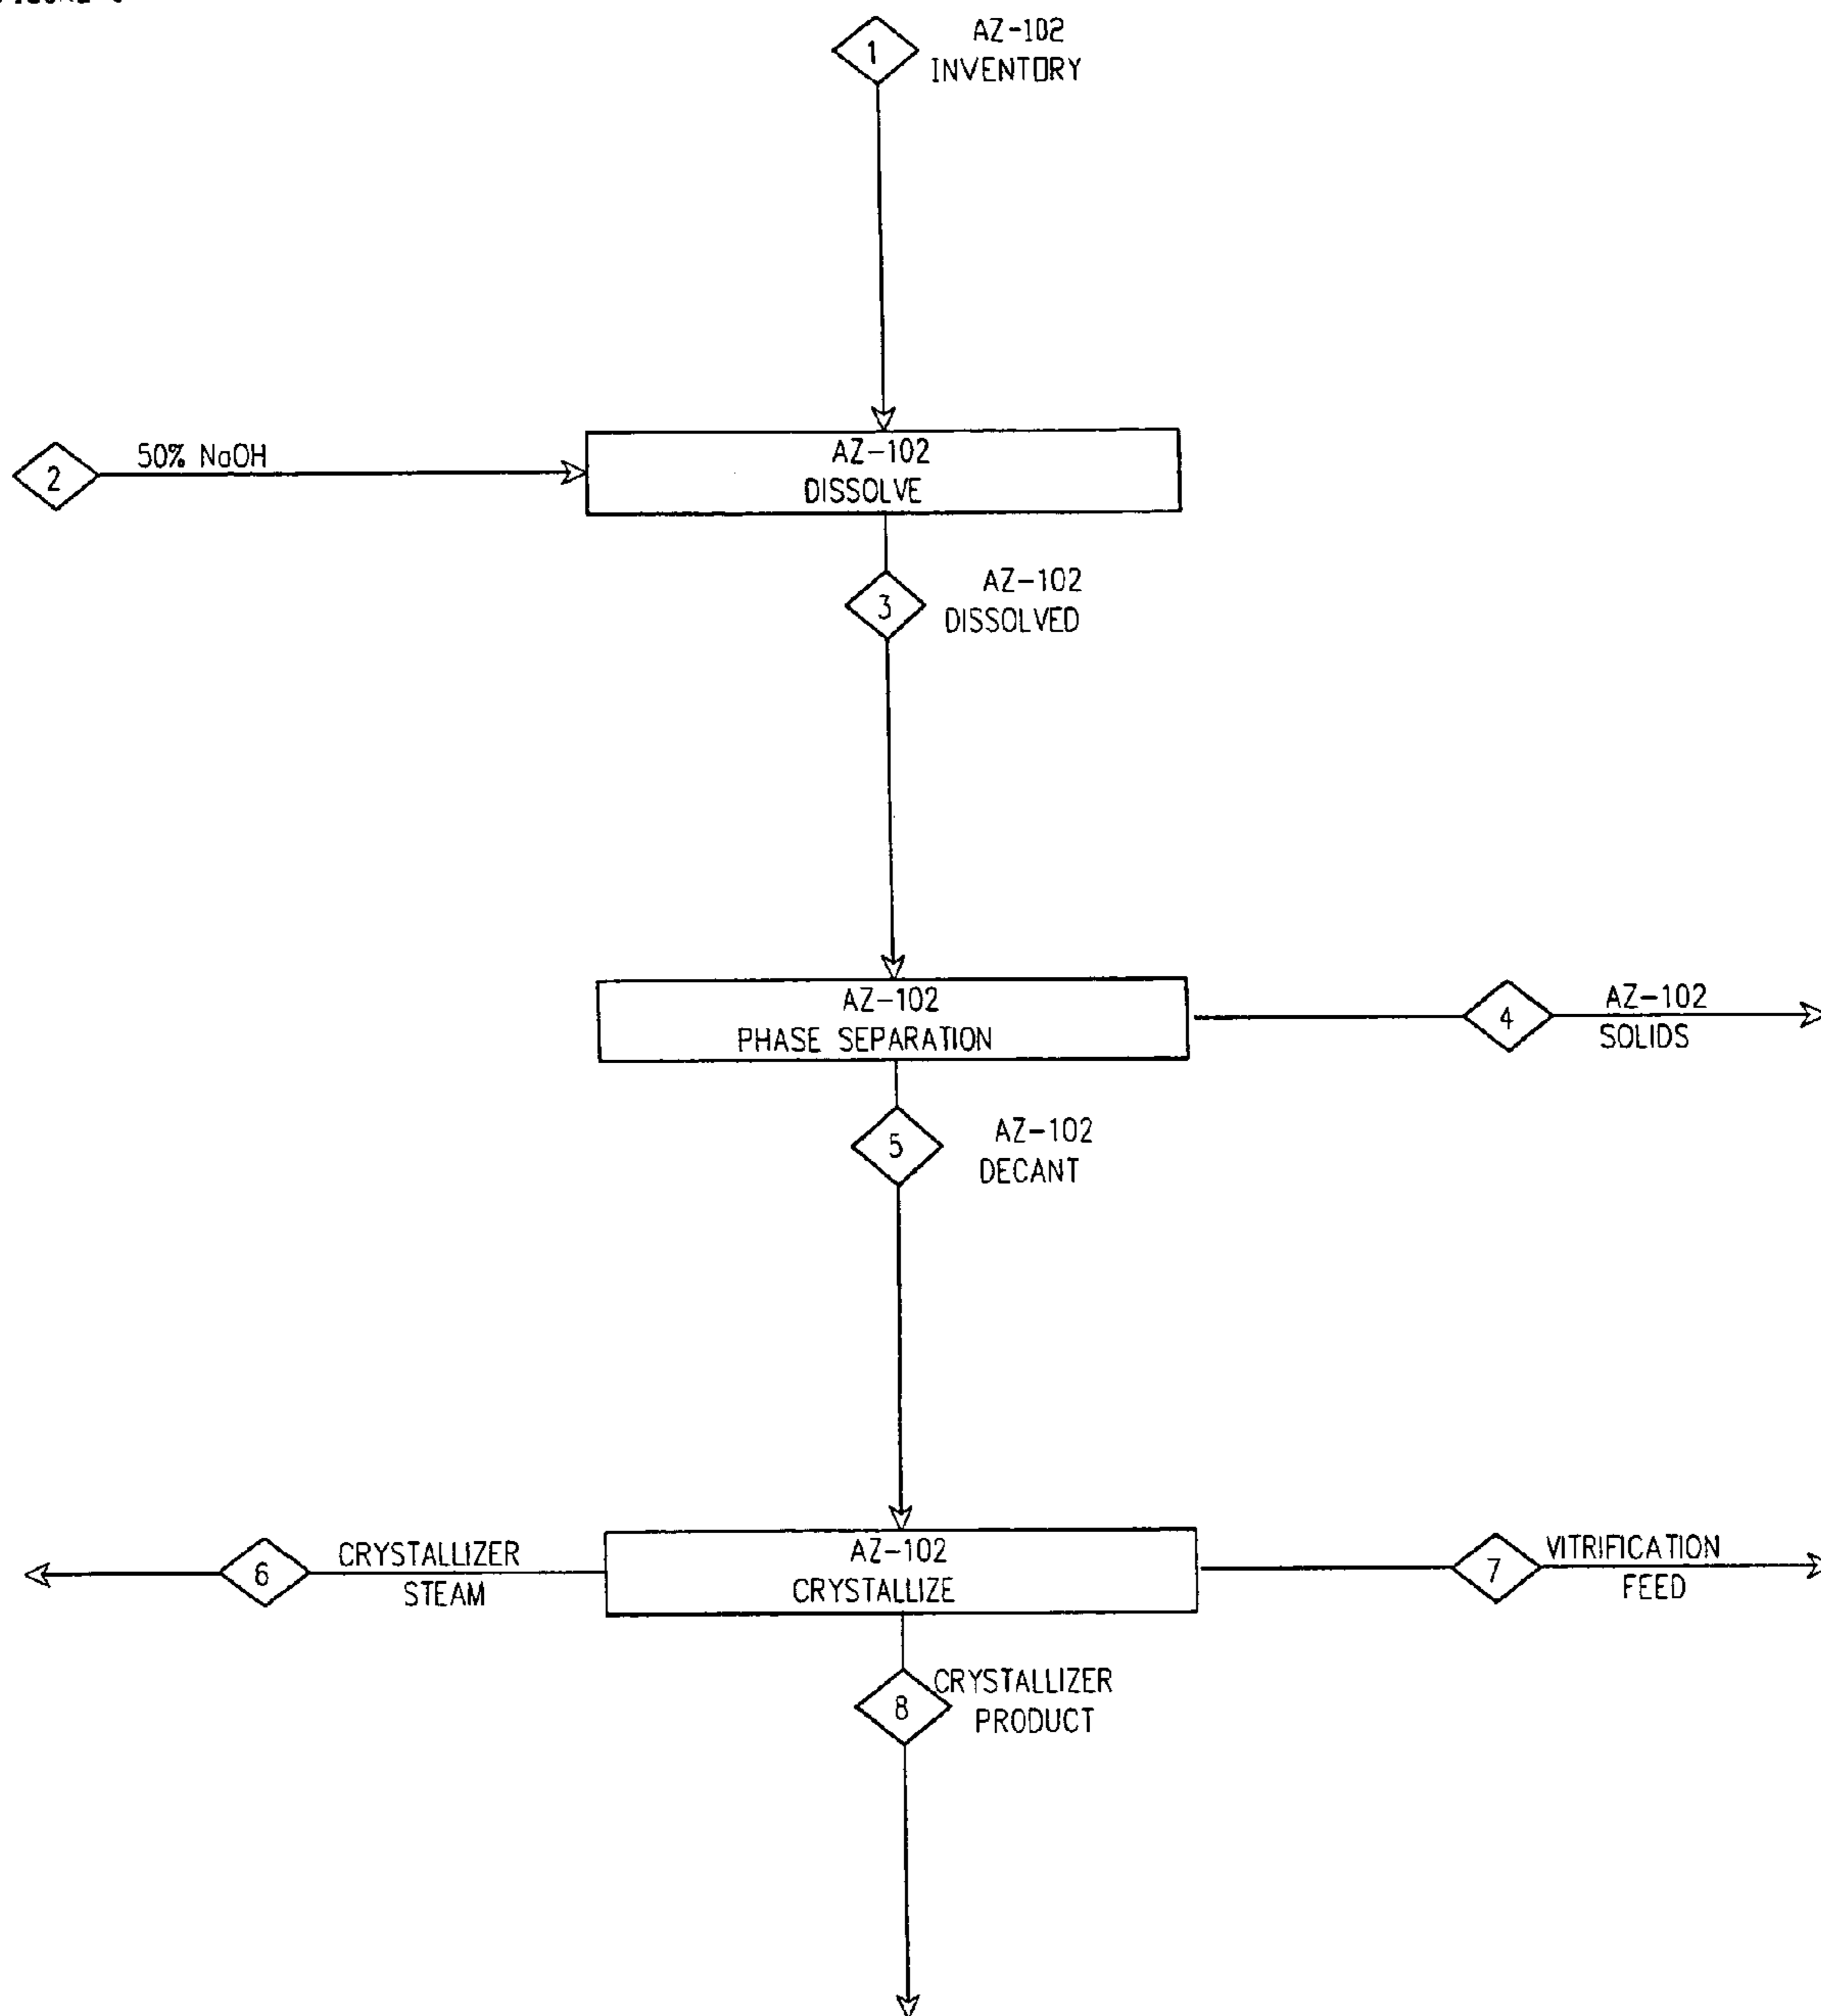 1
AZ-102
INVENTORY
2
50% NaOH
AZ-102
DISSOLVE
3
AZ-102
DISSOLVED
AZ-102
PHASE SEPARATION
4
AZ-102
SOLIDS
5
AZ-102
DECANT
6
CRYSTALLIZER
STEAM
AZ-102
CRYSTALLIZE
7
VITRIFICATION
FEED
8
CRYSTALLIZER
PRODUCT